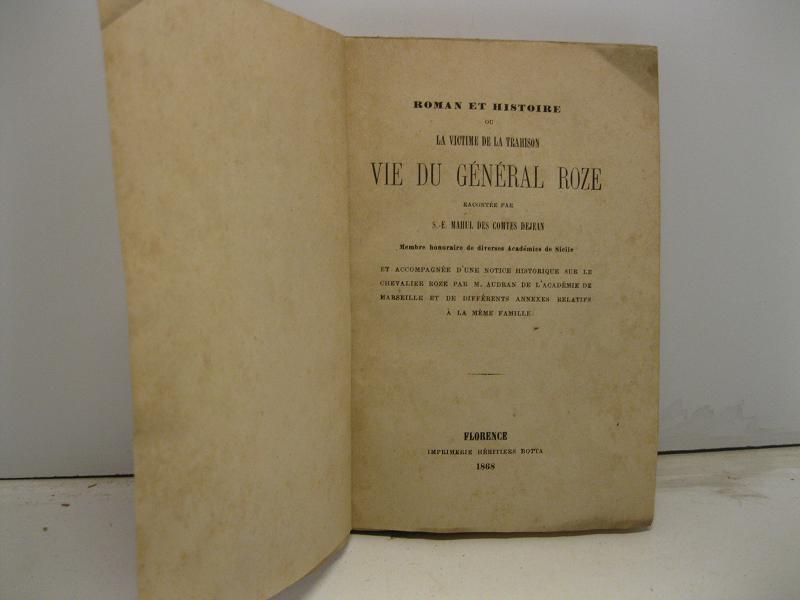 ROMAN ET HISTOIRE
OU
LA VICTIME DE LA TRAHISON
VIE DU GÉNÉRAL ROZE
RACONTÉE PAR
S.-E. MAHUL DES COMTES DEJEAN
Membre honoraire de diverses Académies de Sicile
ET ACCOMPAGNÉE D'UNE NOTICE HISTORIQUE SUR LE
CHEVALIER ROZE PAR M. AUDRAN DE L'ACADÉMIE DE
MARSEILLE ET DE DIFFÉRENTS ANNEXES RELATIFS
À LA MÊME FAMILLE.
FLORENCE
IMPRIMERIE HÉRITIERS BOTTA
1868